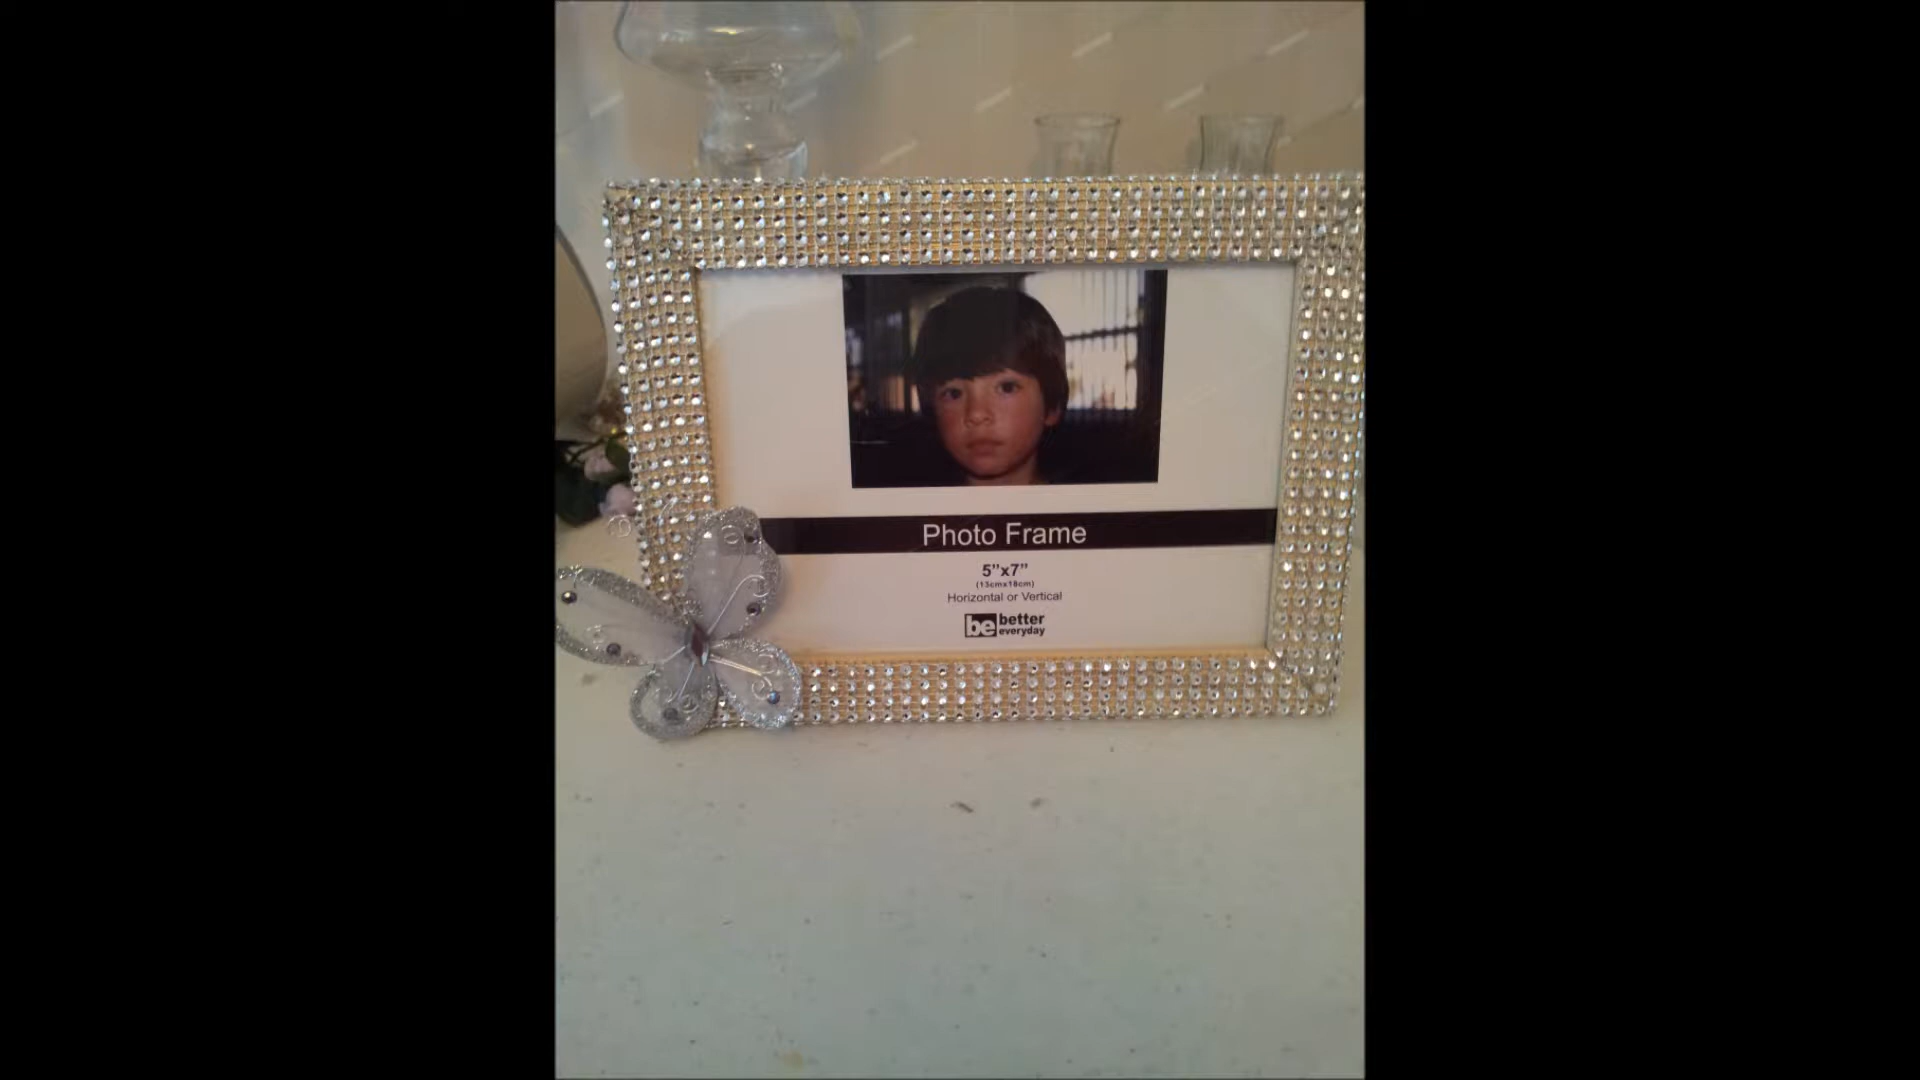 Photo Frame
5"x7"
(13cmx18cm)
Horizontal or Vertical
be better
everyday